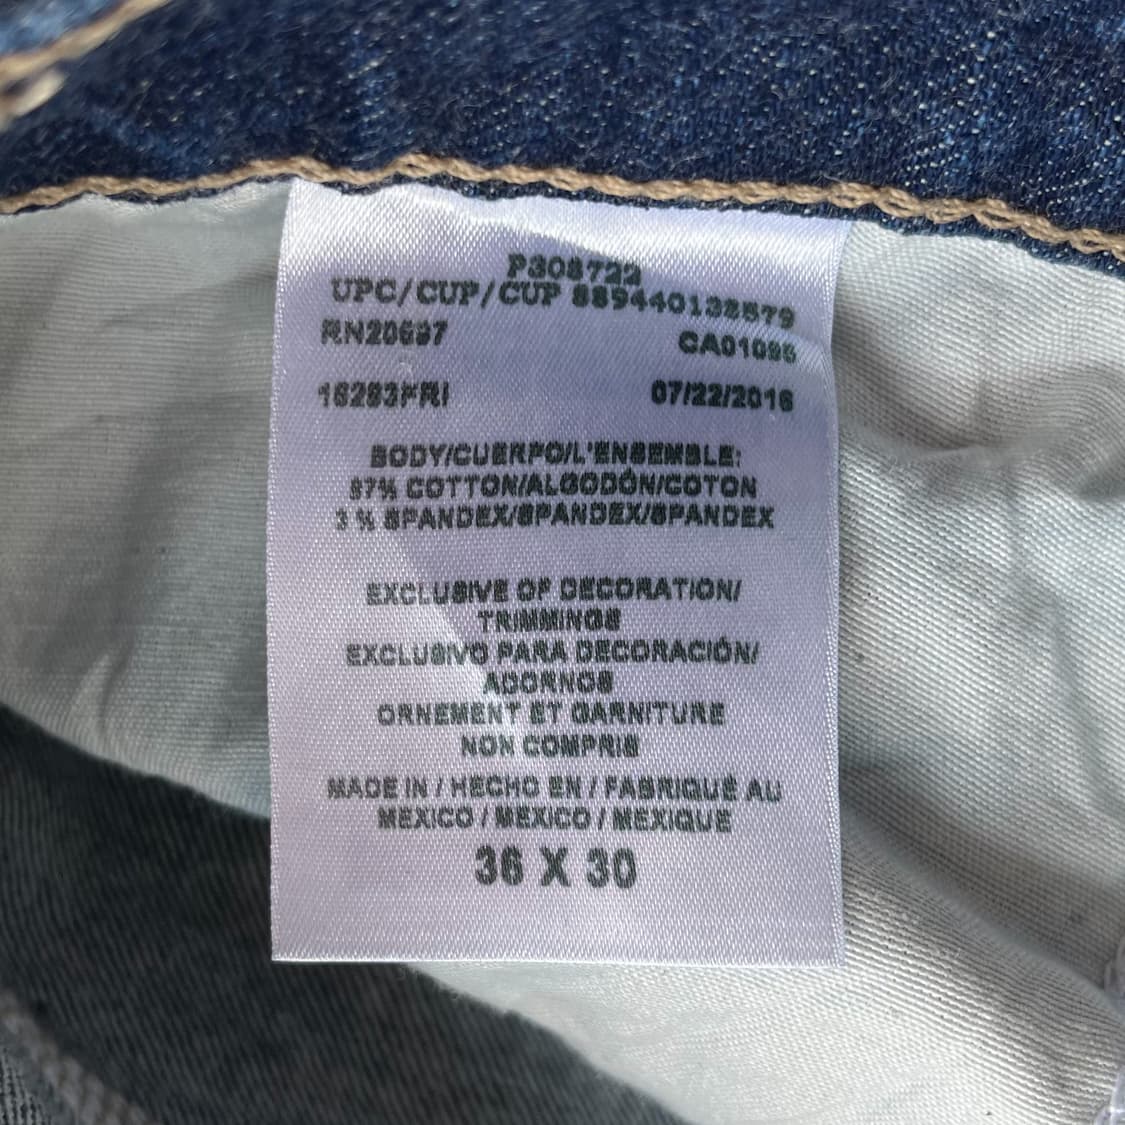 P308722
UPC/CUP/CUP 889440138579
RN20697 CA01095
16283FRI 07/22/2016
BODY/CUERPO/L'ENSEMBLE:
97% COTTON/ALGODÓN/COTON
3 % SPANDEX/SPANDEX/SPANDEX
EXCLUSIVE OF DECORATION/
TRIMMINGS
EXCLUSIVO PARA DECORACIÓN/
ADORNOS
ORNEMENT ET GARNITURE
NON COMPRIS
MADE IN / HECHO EN / FABRIQUÉ AU
MEXICO / MEXICO / MEXIQUE
36 X 30